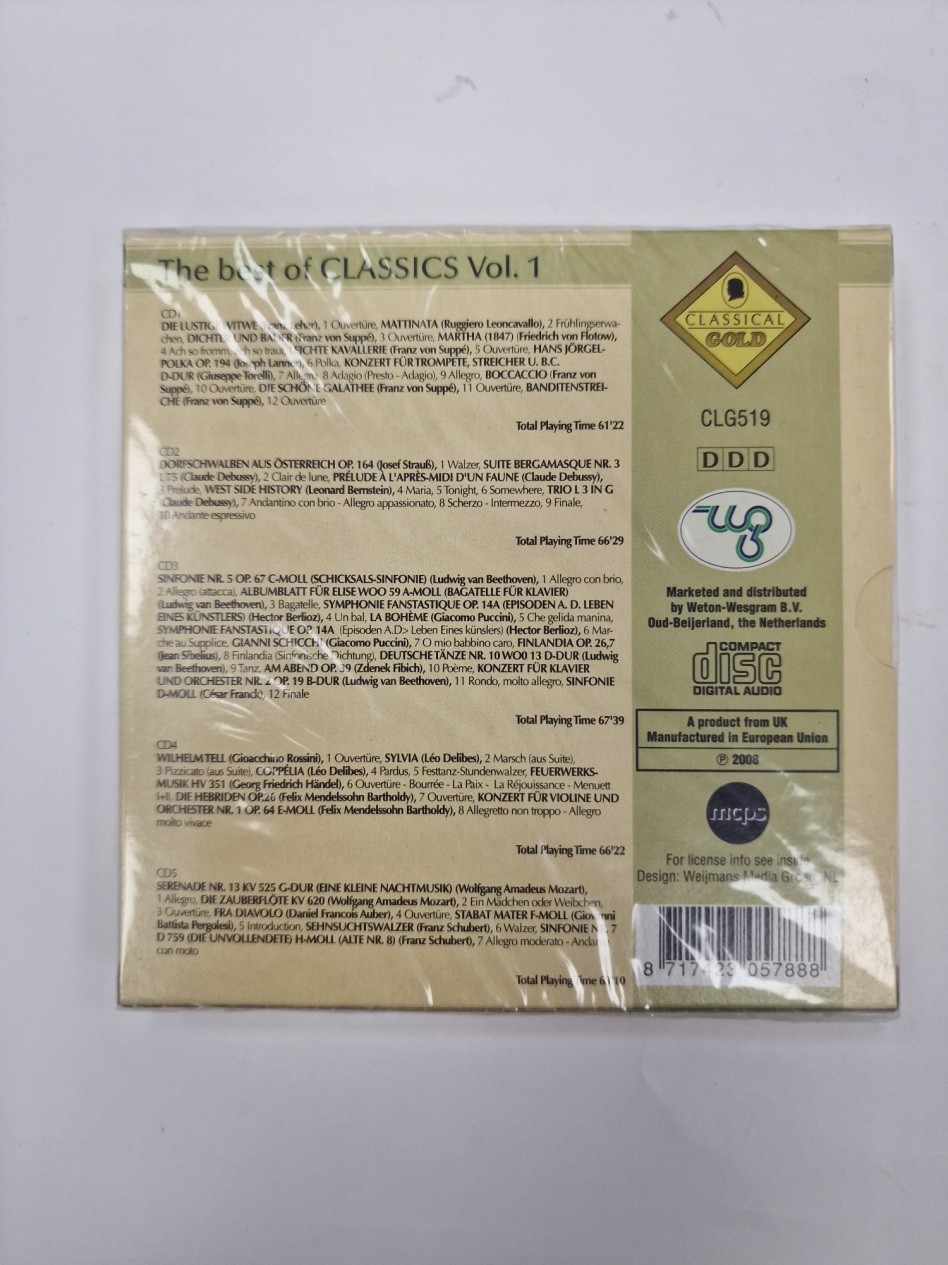 The best of CLASSICS Vol. 1
CD1
DIE LUSTIGE WITWE (Franz Lehar), 1 Ouvertüre, MATTINATA (Ruggiero Leoncavallo), 2 Frühlingserwa-
chen, DICHTER UND BAUER (Franz von Suppé), 3 Ouvertüre, MARTHA (1847) (Friedrich von Flotow),
4 Ach so fromm, ach so traut, LEICHTE KAVALLERIE (Franz von Suppé), 5 Ouvertüre, HANS JÖRGEL-
POLKA OP. 194 (Joseph Lanner), 6 Polka, KONZERT FÜR TROMPETE, STREICHER U. B.C.
D-DUR (Giuseppe Torelli), 7 Allegro, 8 Adagio (Presto - Adagio), 9 Allegro, BOCCACCIO (Franz von
Suppé), 10 Ouvertüre, DIE SCHÖNE GALATHEE (Franz von Suppé), 11 Ouvertüre, BANDITENSTREI-
CHE (Franz von Suppé), 12 Ouvertüre
Total Playing Time 61'22
CD2
DORFSCHWALBEN AUS ÖSTERREICH OP. 164 (Josef Strauß), 1 Walzer, SUITE BERGAMASQUE NR. 3
L 75 (Claude Debussy), 2 Clair de lune, PRÉLUDE À L'APRÈS-MIDI D'UN FAUNE (Claude Debussy),
3 Prelude, WEST SIDE HISTORY (Leonard Bernstein), 4 Maria, 5 Tonight, 6 Somewhere, TRIO L 3 IN G
(Claude Debussy), 7 Andantino con brio - Allegro appassionato, 8 Scherzo - Intermezzo, 9 Finale,
10 Andante espressivo
Total Playing Time 66'29
CD3
SINFONIE NR. 5 OP. 67 C-MOLL (SCHICKSALS-SINFONIE) (Ludwig van Beethoven), 1 Allegro con brio,
2 Allegro (attacca), ALBUMBLATT FÜR ELISE WOO 59 A-MOLL (BAGATELLE FÜR KLAVIER)
(Ludwig van Beethoven), 3 Bagatelle, SYMPHONIE FANSTASTIQUE OP. 14A (EPISODEN A. D. LEBEN
EINES KÜNSTLERS) (Hector Berlioz), 4 Un bal, LA BOHÈME (Giacomo Puccini), 5 Che gelida manina,
SYMPHONIE FANSTASTIQUE OP. 14A (Episoden A.D> Leben Eines künslers) (Hector Berlioz), 6 Mar-
che au Supplice, GIANNI SCHICCHI (Giacomo Puccini), 7 O mio babbino caro, FINLANDIA OP. 26,7
(Jean Sibelius), 8 Finlandia (Sinfonische Dichtung), DEUTSCHE TÄNZE NR. 10 WOO 13 D-DUR (Ludwig
van Beethoven), 9 Tanz, AM ABEND OP. 39 (Zdenek Fibich), 10 Poème, KONZERT FÜR KLAVIER
UND ORCHESTER NR. 2 OP. 19 B-DUR (Ludwig van Beethoven), 11 Rondo, molto allegro, SINFONIE
D-MOLL (César Franck), 12 Finale
Total Playing Time 67'39
CD4
WILHELM TELL (Gioacchino Rossini), 1 Ouvertüre, SYLVIA (Léo Delibes), 2 Marsch (aus Suite),
3 Pizzicato (aus Suite), COPPÉLIA (Léo Delibes), 4 Pardus, 5 Festtanz-Stundenwalzer, FEUERWERKS-
MUSIK HV 351 (Georg Friedrich Händel), 6 Ouvertüre - Bourrée - La Paix - La Réjouissance - Menuett
I+II, DIE HEBRIDEN OP.26 (Felix Mendelssohn Bartholdy), 7 Ouvertüre, KONZERT FÜR VIOLINE UND
ORCHESTER NR. 1 OP. 64 E-MOLL (Felix Mendelssohn Bartholdy), 8 Allegretto non troppo - Allegro
molto vivace
Total Playing Time 66'22
CD5
SERENADE NR. 13 KV 525 G-DUR (EINE KLEINE NACHTMUSIK) (Wolfgang Amadeus Mozart),
1 Allegro, DIE ZAUBERFLÖTE KV 620 (Wolfgang Amadeus Mozart), 2 Ein Mädchen oder Weibchen,
3 Ouvertüre, FRA DIAVOLO (Daniel Francois Auber), 4 Ouvertüre, STABAT MATER F-MOLL (Giovanni
Battista Pergolesi), 5 Introduction, SEHNSUCHTSWALZER (Franz Schubert), 6 Walzer, SINFONIE NR. 7
D 759 (DIE UNVOLLENDETE) H-MOLL (ALTE NR. 8) (Franz Schubert), 7 Allegro moderato - Andante
con moto
Total Playing Time
CLASSICAL
GOLD
CLG519
DDD
Marketed and distributed
by Weton-Wesgram B.V.
Oud-Beijerland, the Netherlands
COMPACT
disc
DIGITAL AUDIO
A product from UK
Manufactured in European Union
℗ 2008
mcps
For license info see inside
Design: Weijmans Media Group, NL
8 057888